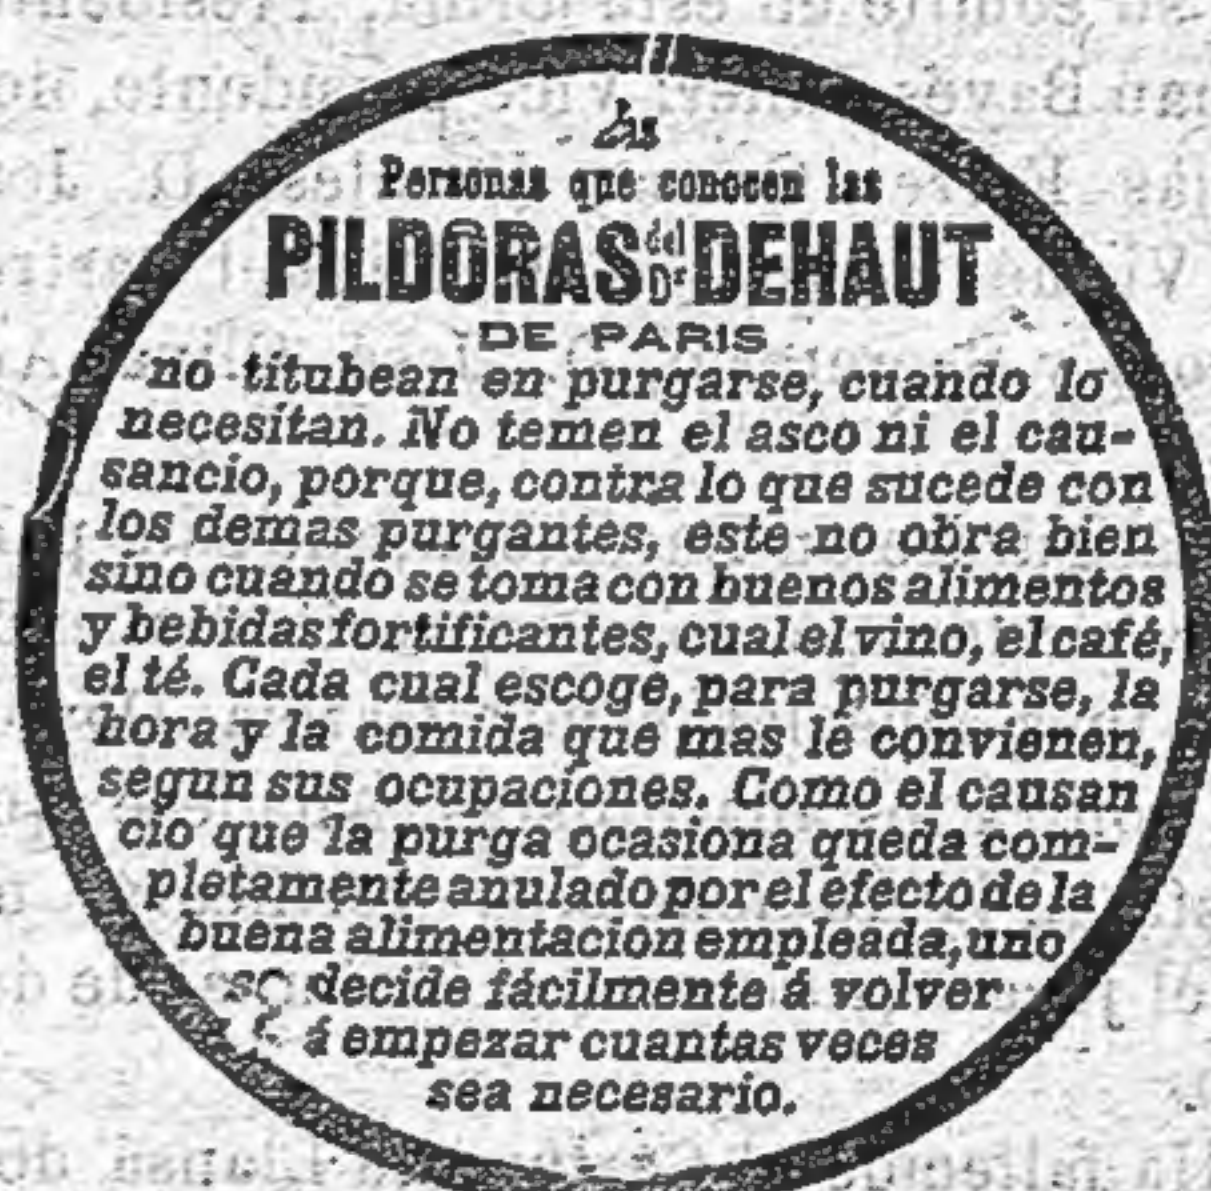 Las
Personas que conocen las
PILDORAS del Dr DEHAUT
DE PARIS
no titubean en purgarse, cuando lo
necesitan. No temen el asco ni el cau-
sancio, porque, contra lo que sucede con
los demas purgantes, este no obra bien
sino cuando se toma con buenos alimentos
y bebidas fortificantes, cual el vino, el café,
el té. Cada cual escoge, para purgarse, la
hora y la comida que mas le convienen,
segun sus ocupaciones. Como el causan
cio que la purga ocasiona queda com-
pletamente anulado por el efecto de la
buena alimentacion empleada, uno
se decide fácilmente á volver
á empezar cuantas veces
sea necesario.